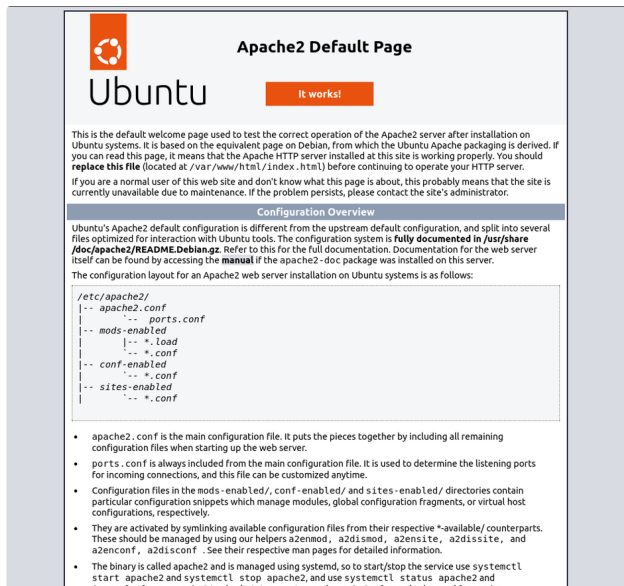 Apache2 Default Page
Ubuntu
It works!
This is the default welcome page used to test the correct operation of the Apache2 server after installation on
Ubuntu systems. It is based on the equivalent page on Debian, from which the Ubuntu Apache packaging is derived. If
you can read this page, it means that the Apache HTTP server installed at this site is working properly. You should
replace this file (located at /var/www/html/index.html) before continuing to operate your HTTP server.
If you are a normal user of this web site and don't know what this page is about, this probably means that the site is
currently unavailable due to maintenance. If the problem persists, please contact the site's administrator.
Configuration Overview
Ubuntu's Apache2 default configuration is different from the upstream default configuration, and split into several
files optimized for interaction with Ubuntu tools. The configuration system is fully documented in /usr/share
/doc/apache2/README.Debian.gz. Refer to this for the full documentation. Documentation for the web server
itself can be found by accessing the manual if the apache2-doc package was installed on this server.
The configuration layout for an Apache2 web server installation on Ubuntu systems is as follows:
/etc/apache2/
|-- apache2.conf
|       `--  ports.conf
|-- mods-enabled
|       |-- *.load
|       `-- *.conf
|-- conf-enabled
|       `-- *.conf
|-- sites-enabled
|       `-- *.conf
• apache2.conf is the main configuration file. It puts the pieces together by including all remaining
configuration files when starting up the web server.
• ports.conf is always included from the main configuration file. It is used to determine the listening ports
for incoming connections, and this file can be customized anytime.
• Configuration files in the mods-enabled/, conf-enabled/ and sites-enabled/ directories contain
particular configuration snippets which manage modules, global configuration fragments, or virtual host
configurations, respectively.
• They are activated by symlinking available configuration files from their respective *-available/ counterparts.
These should be managed by using our helpers a2enmod, a2dismod, a2ensite, a2dissite, and
a2enconf, a2disconf . See their respective man pages for detailed information.
• The binary is called apache2 and is managed using systemd, so to start/stop the service use systemctl
start apache2 and systemctl stop apache2, and use systemctl status apache2 and